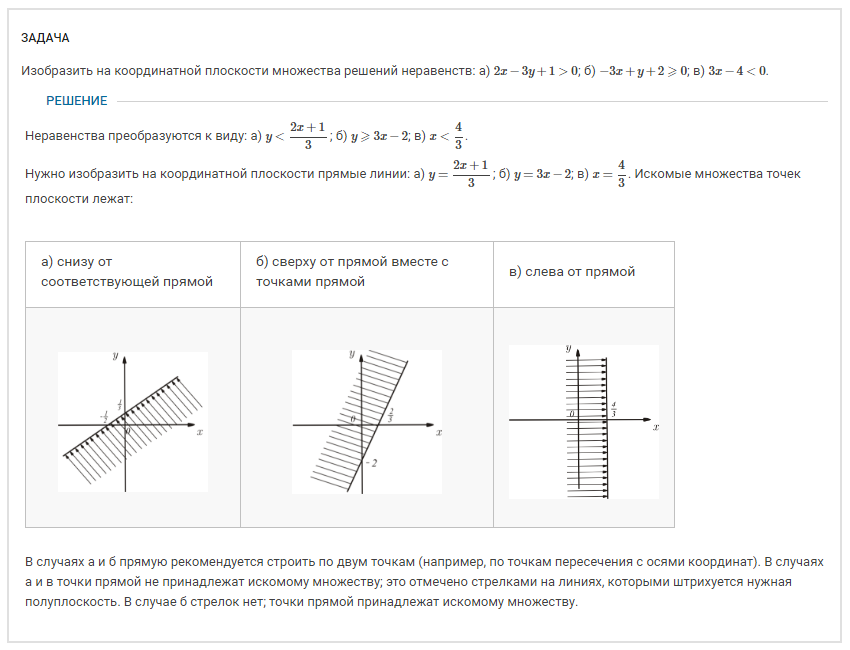 ЗАДАЧА
Изобразить на координатной плоскости множества решений неравенств: а) 2x − 3y + 1 > 0; б) −3x + y + 2 ⩾ 0; в) 3x − 4 < 0.
РЕШЕНИЕ
Неравенства преобразуются к виду: а) y < \frac{2x + 1}{3}; б) y ⩾ 3x − 2; в) x < \frac{4}{3}.
Нужно изобразить на координатной плоскости прямые линии: а) y = \frac{2x + 1}{3}; б) y = 3x − 2; в) x = \frac{4}{3}. Искомые множества точек
плоскости лежат:
а) снизу от
соответствующей прямой
б) сверху от прямой вместе с
точками прямой
в) слева от прямой
y
-\frac{1}{2}
\frac{1}{3}
0
x
y
0
\frac{2}{3}
x
-2
y
0
\frac{4}{3}
x
В случаях а и б прямую рекомендуется строить по двум точкам (например, по точкам пересечения с осями координат). В случаях
а и в точки прямой не принадлежат искомому множеству; это отмечено стрелками на линиях, которыми штрихуется нужная
полуплоскость. В случае б стрелок нет; точки прямой принадлежат искомому множеству.